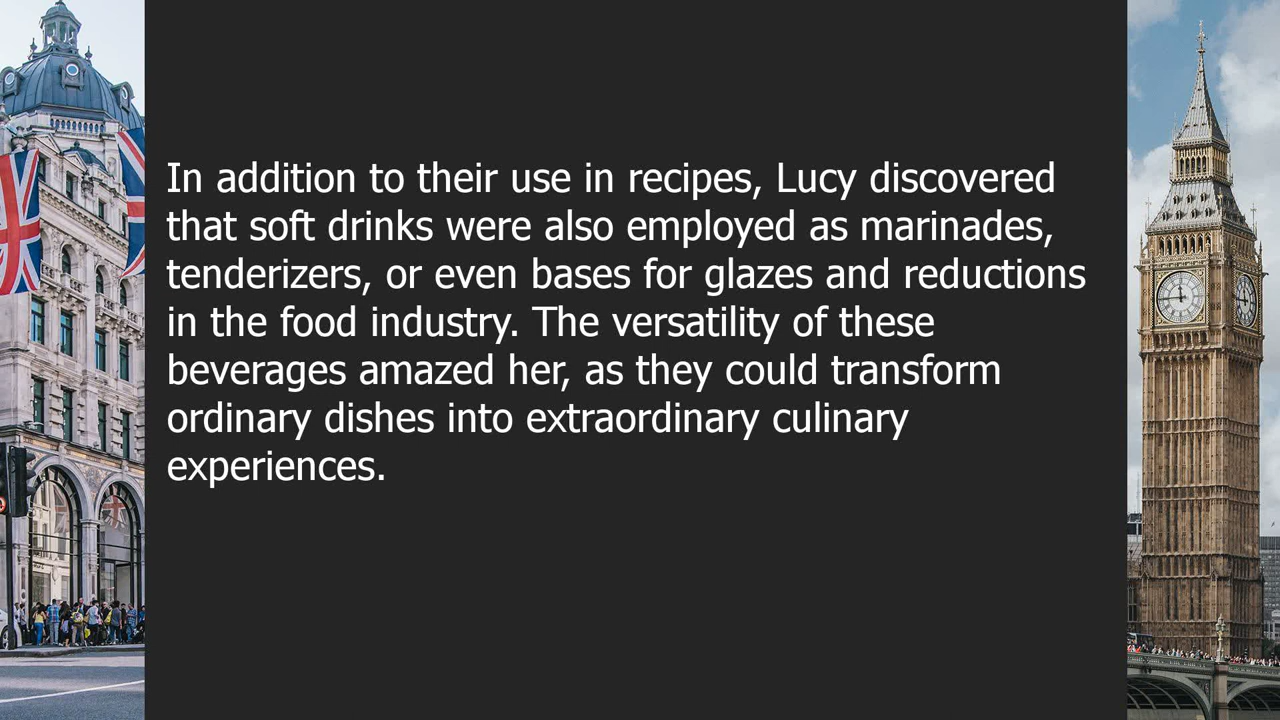 In addition to their use in recipes, Lucy discovered
that soft drinks were also employed as marinades,
tenderizers, or even bases for glazes and reductions
in the food industry. The versatility of these
beverages amazed her, as they could transform
ordinary dishes into extraordinary culinary
experiences.